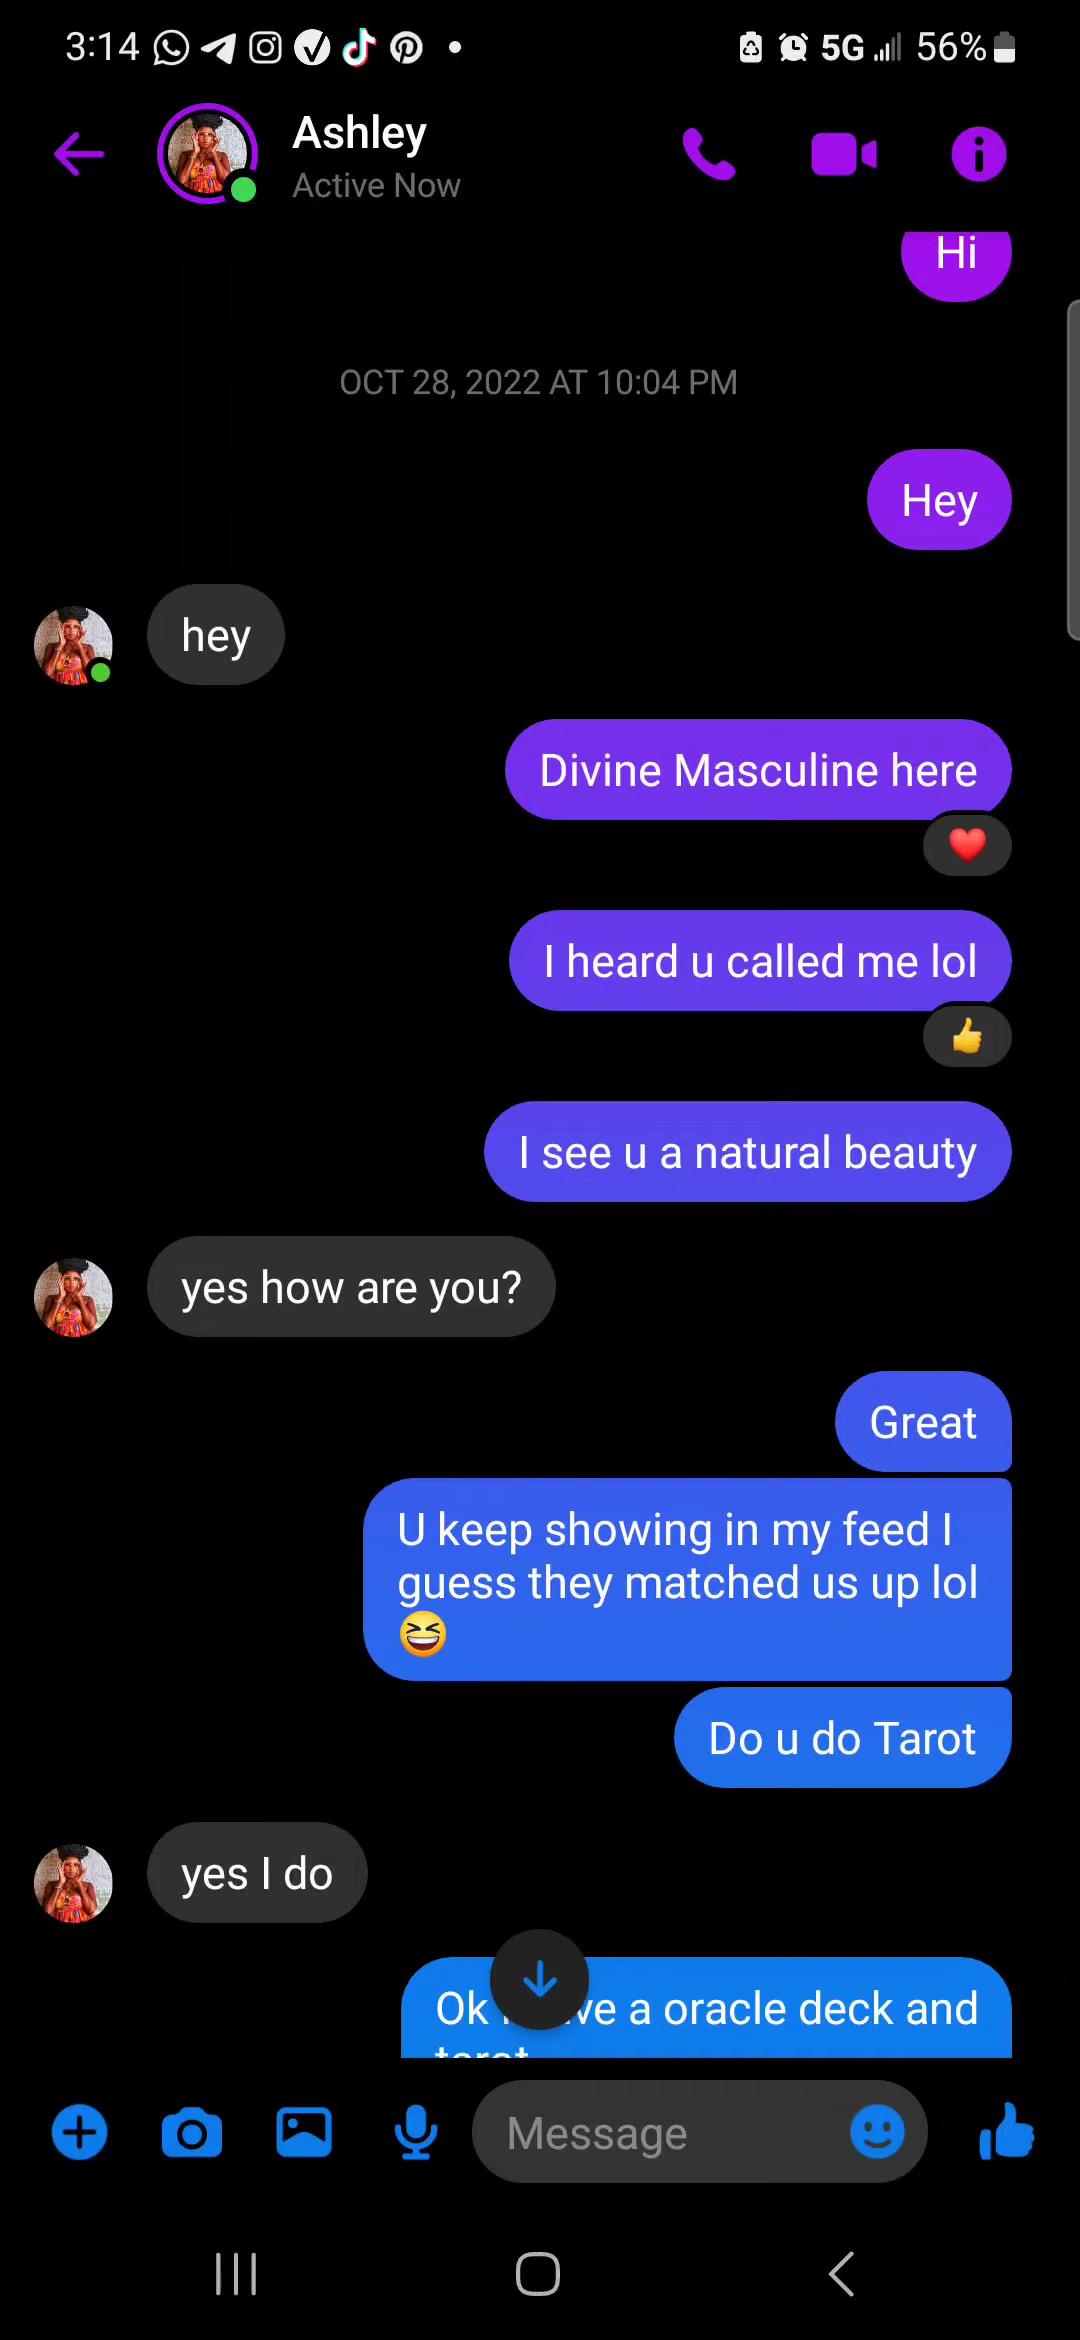 3:14
5G 56%
Ashley
Active Now
Hi
OCT 28, 2022 AT 10:04 PM
Hey
hey
Divine Masculine here
I heard u called me lol
I see u a natural beauty
yes how are you?
Great
U keep showing in my feed I
guess they matched us up lol
😆
Do u do Tarot
yes I do
Ok a oracle deck and
Message